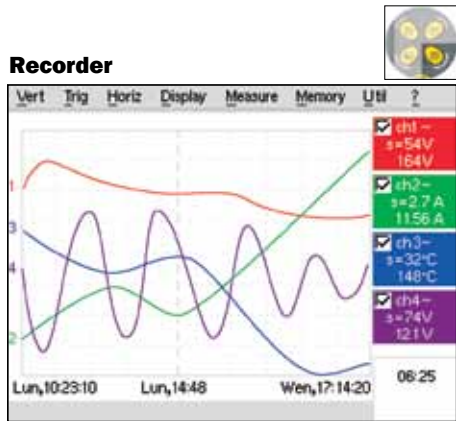 Recorder
Vert Trig Horiz Display Measure Memory Util ?
ch1~
s=54V
164V
ch2~
s=2.7 A
11.56 A
ch3~
s=32°C
148°C
ch4~
s=74V
121V
1
3
4
2
Lun,10:23:10 Lun,14:48 Wen,17:14:20
06:25